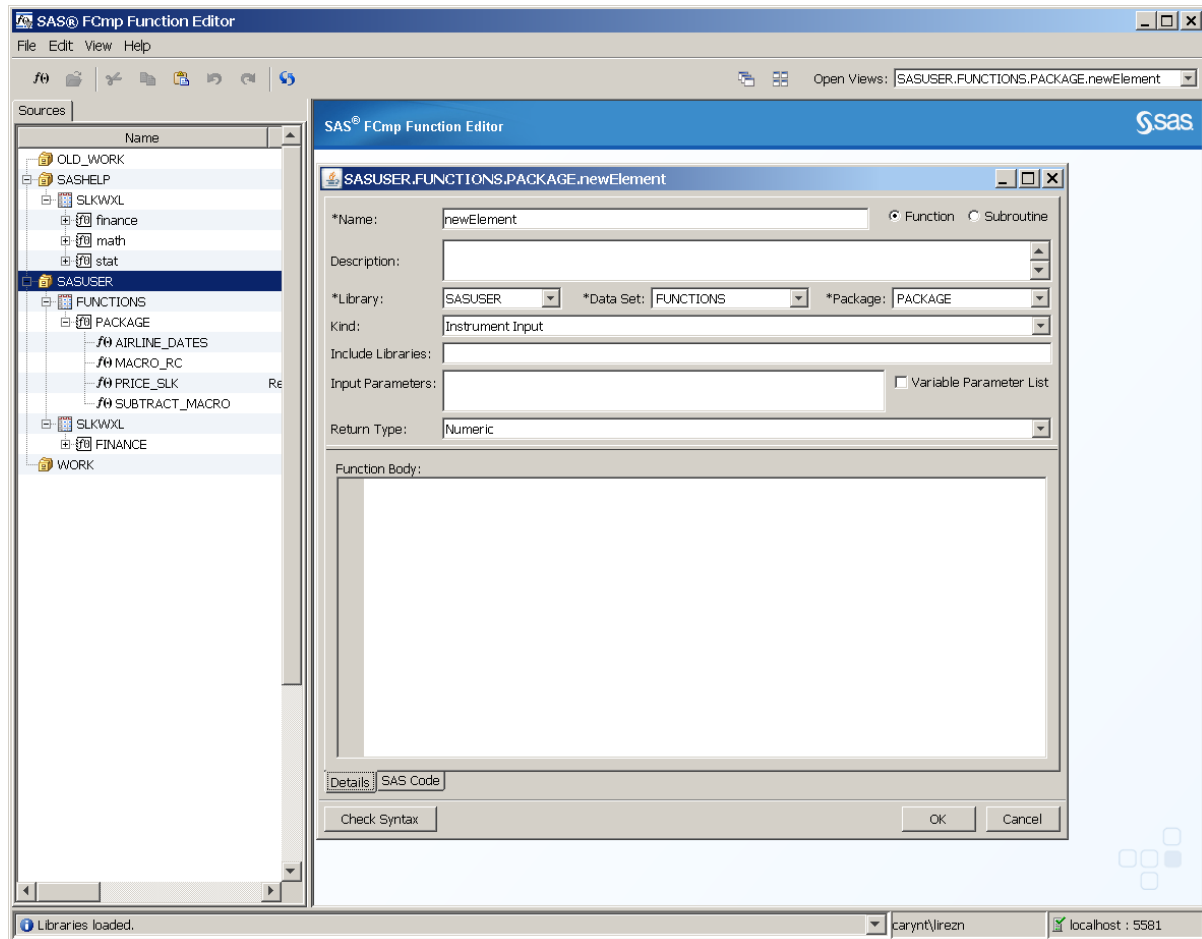 SAS® FCmp Function Editor
File Edit View Help
f() Open Views: SASUSER.FUNCTIONS.PACKAGE.newElement
Sources
Name
OLD_WORK
SASHELP
SLKWXL
finance
math
stat
SASUSER
FUNCTIONS
PACKAGE
AIRLINE_DATES
MACRO_RC
PRICE_SLK Re
SUBTRACT_MACRO
SLKWXL
FINANCE
WORK
SAS® FCmp Function Editor
sas
SASUSER.FUNCTIONS.PACKAGE.newElement
*Name: newElement Function Subroutine
Description:
*Library: SASUSER *Data Set: FUNCTIONS *Package: PACKAGE
Kind: Instrument Input
Include Libraries:
Input Parameters: Variable Parameter List
Return Type: Numeric
Function Body:
Details SAS Code
Check Syntax OK Cancel
Libraries loaded. carynt\lirezn localhost : 5581